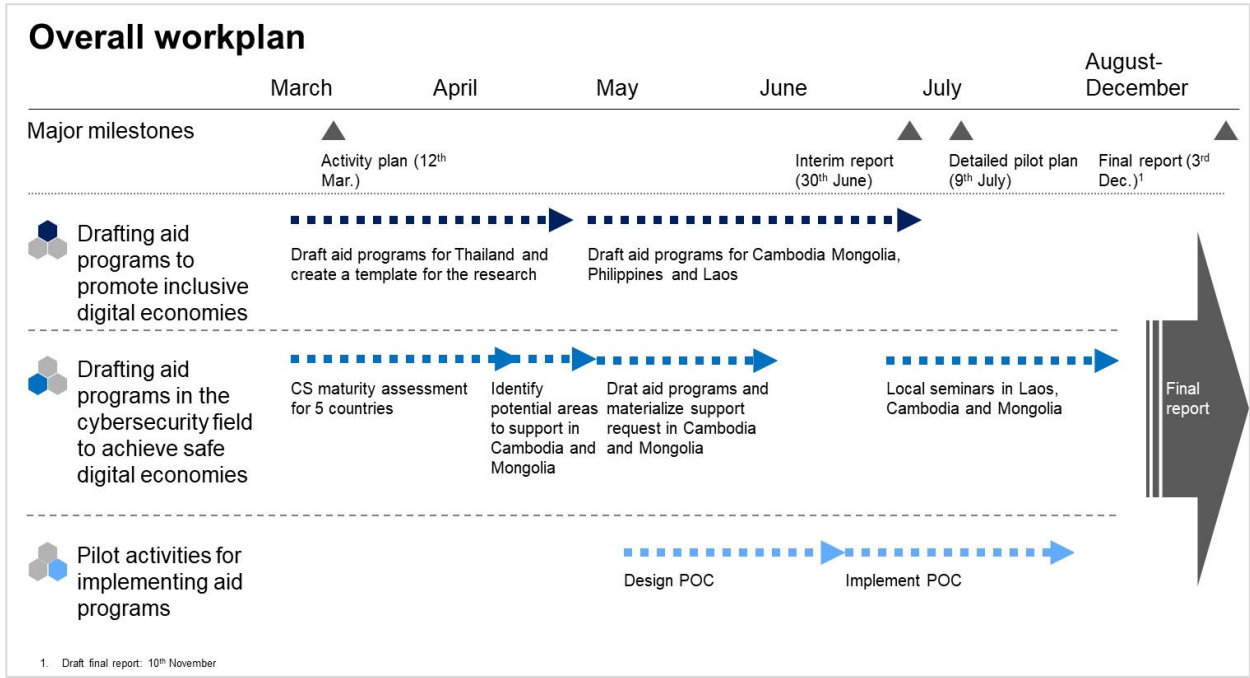 Overall workplan
March
April
May
June
July
August-
December
Major milestones
Activity plan (12th
Mar.)
Interim report
(30th June)
Detailed pilot plan
(9th July)
Final report (3rd
Dec.)1
Drafting aid
programs to
promote inclusive
digital economies
Draft aid programs for Thailand and
create a template for the research
Draft aid programs for Cambodia Mongolia,
Philippines and Laos
Drafting aid
programs in the
cybersecurity field
to achieve safe
digital economies
CS maturity assessment
for 5 countries
Identify
potential areas
to support in
Cambodia and
Mongolia
Drat aid programs and
materialize support
request in Cambodia
and Mongolia
Local seminars in Laos,
Cambodia and Mongolia
Final
report
Pilot activities for
implementing aid
programs
Design POC
Implement POC
1. Draft final report: 10th November